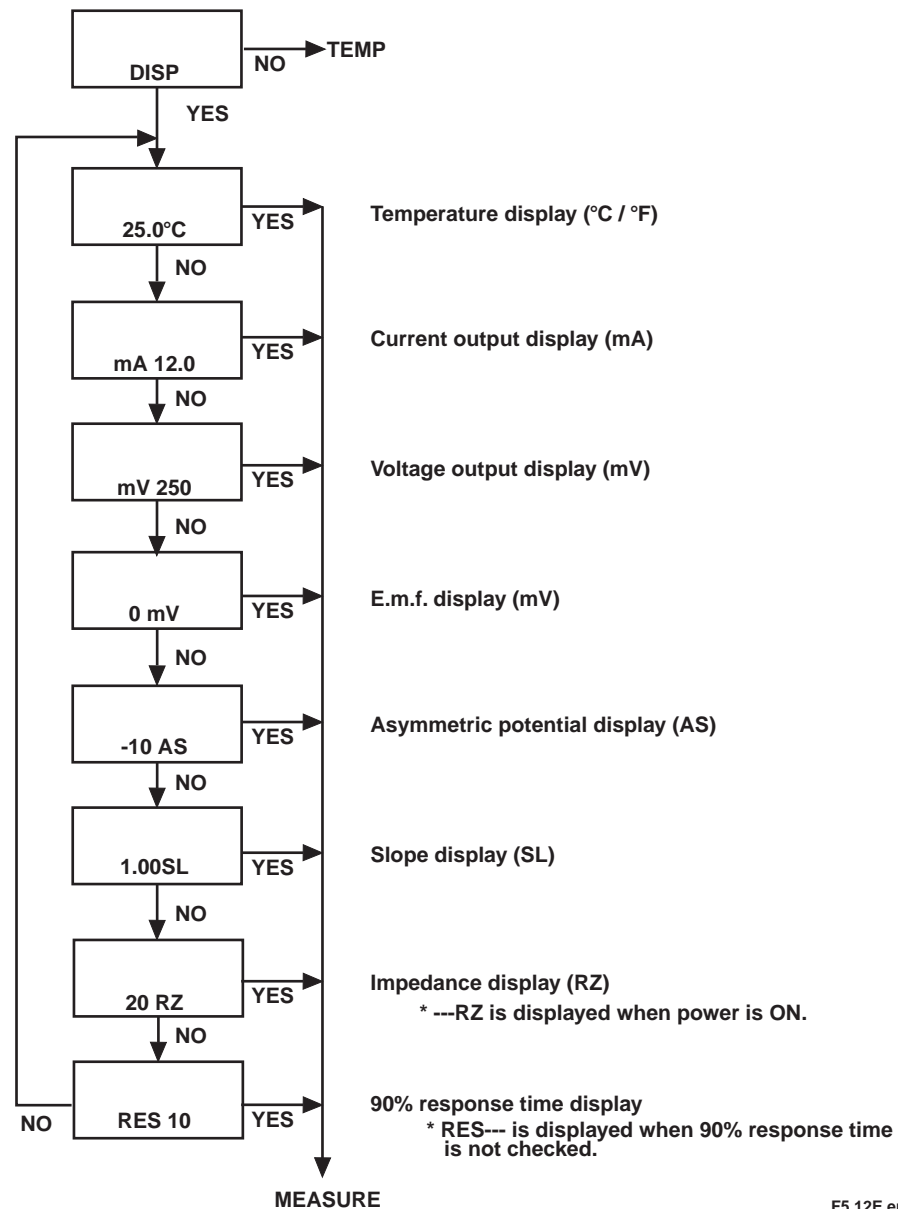 DISP
NO
TEMP
YES
25.0°C
YES
Temperature display (°C / °F)
NO
mA 12.0
YES
Current output display (mA)
NO
mV 250
YES
Voltage output display (mV)
NO
0 mV
YES
E.m.f. display (mV)
NO
-10 AS
YES
Asymmetric potential display (AS)
NO
1.00SL
YES
Slope display (SL)
NO
20 RZ
YES
Impedance display (RZ)
* ---RZ is displayed when power is ON.
NO
NO
RES 10
YES
90% response time display
* RES--- is displayed when 90% response time
is not checked.
MEASURE